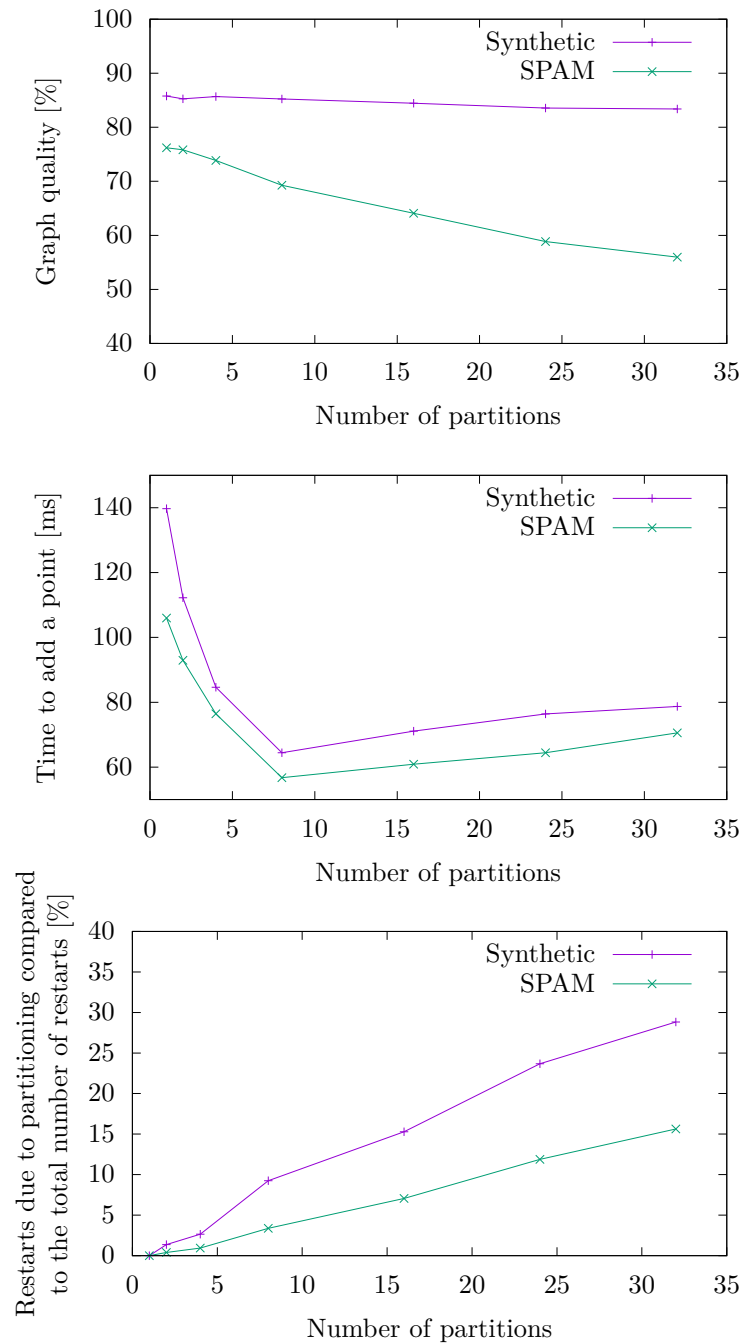 100
90
80
70
60
50
40
Graph quality [%]
Synthetic
SPAM
0 5 10 15 20 25 30 35
Number of partitions
140
120
100
80
60
Time to add a point [ms]
Synthetic
SPAM
0 5 10 15 20 25 30 35
Number of partitions
40
35
30
25
20
15
10
5
0
Restarts due to partitioning compared
to the total number of restarts [%]
Synthetic
SPAM
0 5 10 15 20 25 30 35
Number of partitions